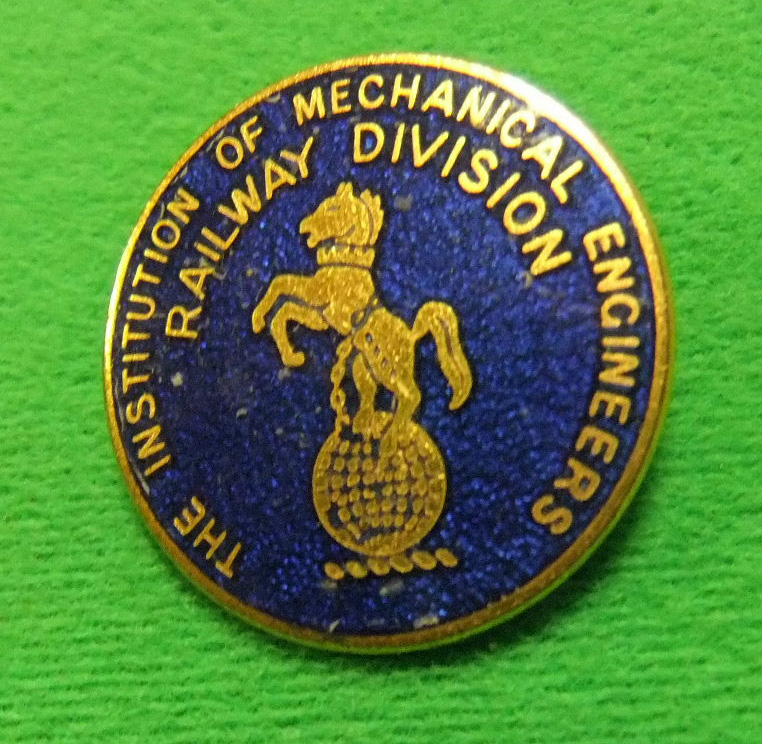 THE INSTITUTION OF MECHANICAL ENGINEERS
RAILWAY DIVISION